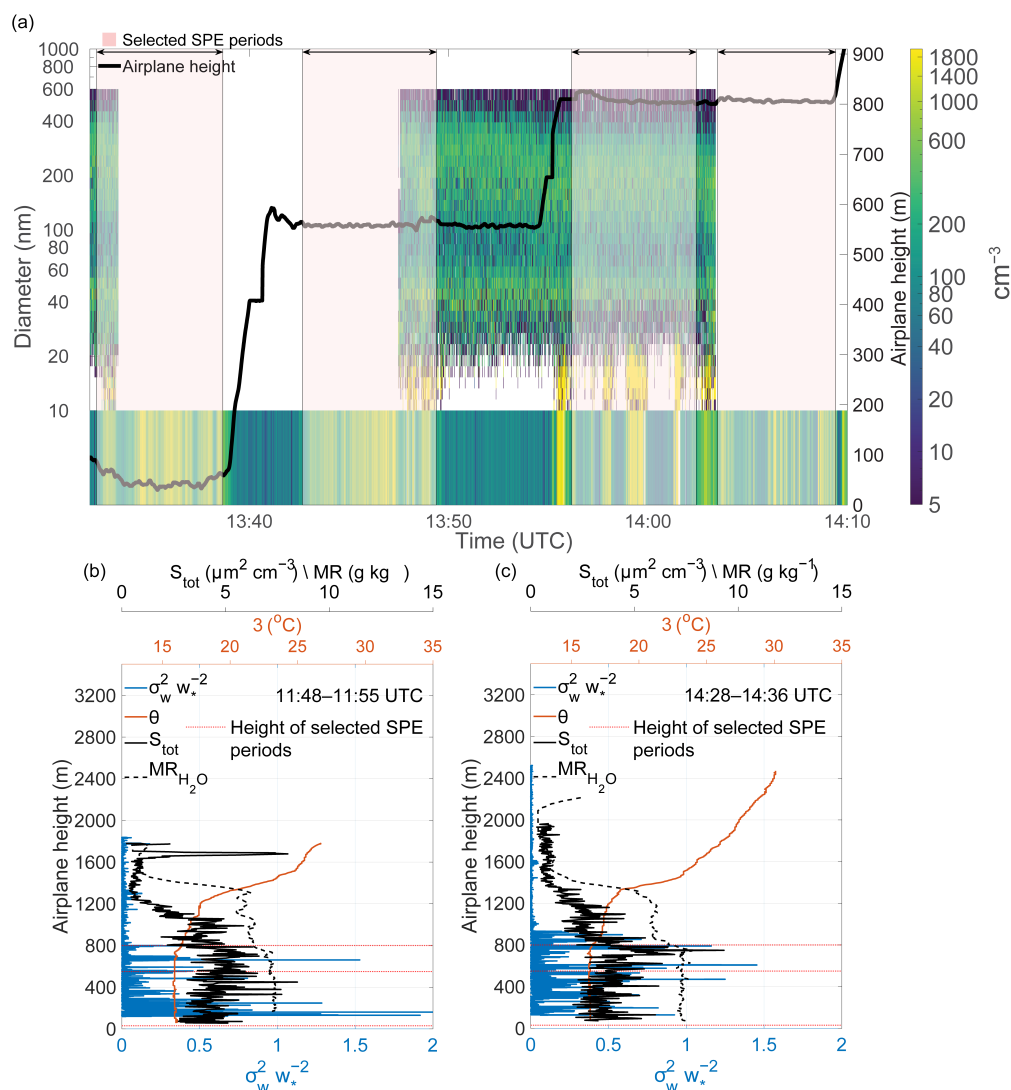 (a)
Selected SPE periods
Airplane height
1000
800
600
400
200
100
80
60
40
20
10
Diameter (nm)
900
800
700
600
500
400
300
200
100
0
Airplane height (m)
1800
1400
1000
600
200
100
80
60
40
20
10
5
cm⁻³
13:40 13:50 14:00 14:10
Time (UTC)
(b)
S_tot (μm² cm⁻³) \ MR (g kg )
0 5 10 15
3 (°C)
15 20 25 30 35
σ_w² w_*⁻² 11:48–11:55 UTC
θ
Height of selected SPE
periods
S_tot
MR_H₂O
3200
2800
2400
2000
1600
1200
800
400
0
Airplane height (m)
0 0.5 1 1.5 2
σ_w² w_*⁻²
(c)
S_tot (μm² cm⁻³) \ MR (g kg⁻¹)
0 5 10 15
3 (°C)
15 20 25 30 35
σ_w² w_*⁻² 14:28–14:36 UTC
θ
Height of selected SPE
periods
S_tot
MR_H₂O
3200
2800
2400
2000
1600
1200
800
400
0
Airplane height (m)
0 0.5 1 1.5 2
σ_w² w_*⁻²